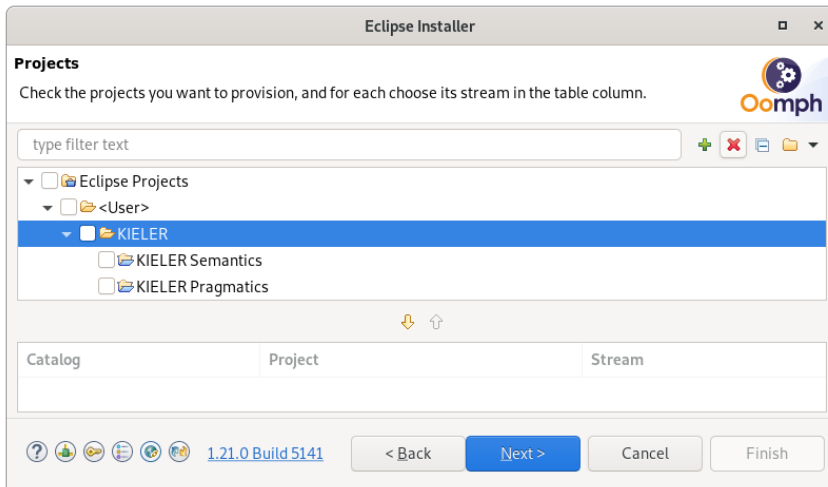 Eclipse Installer
Projects
Check the projects you want to provision, and for each choose its stream in the table column.
Oomph
type filter text
Eclipse Projects
<User>
KIELER
KIELER Semantics
KIELER Pragmatics
Catalog Project Stream
1.21.0 Build 5141 < Back Next > Cancel Finish